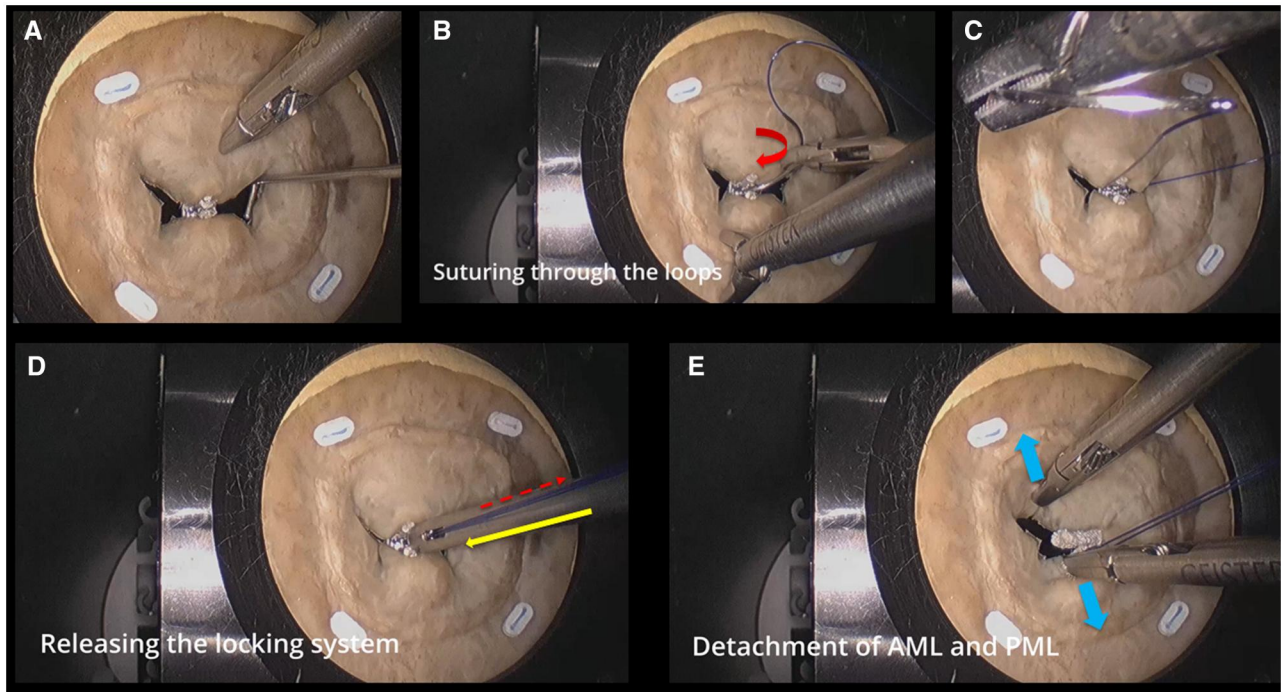 A
B
C
Suturing through the loops
D
E
Releasing the locking system
GEISTER
Detachment of AML and PML